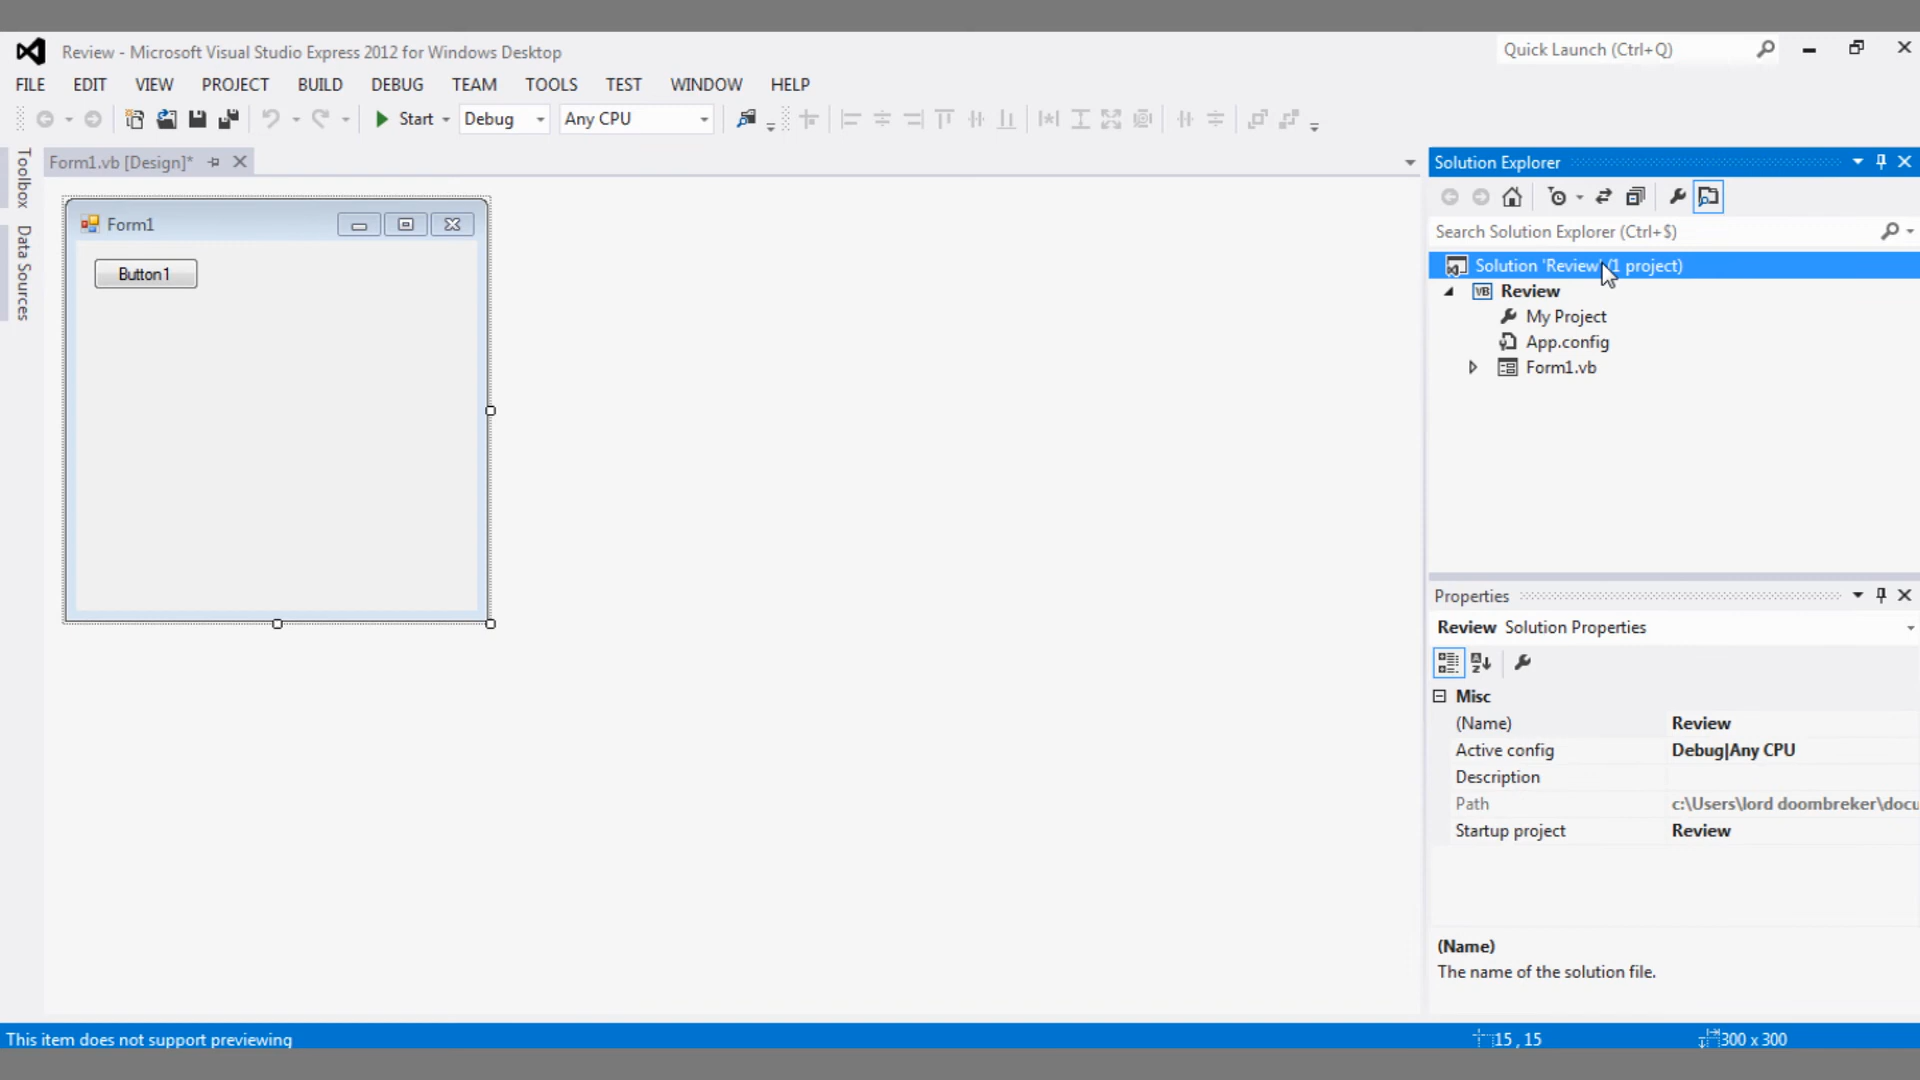 Review - Microsoft Visual Studio Express 2012 for Windows Desktop
Quick Launch (Ctrl+Q)
FILE EDIT VIEW PROJECT BUILD DEBUG TEAM TOOLS TEST WINDOW HELP
Start Debug Any CPU
Toolbox
Data Sources
Form1.vb [Design]*
Form1
Button1
Solution Explorer
Search Solution Explorer (Ctrl+$)
Solution 'Review' (1 project)
VB Review
My Project
App.config
Form1.vb
Properties
Review Solution Properties
Misc
(Name) Review
Active config Debug|Any CPU
Description
Path c:\Users\lord doombreker\docu
Startup project Review
(Name)
The name of the solution file.
This item does not support previewing
15 , 15
300 x 300